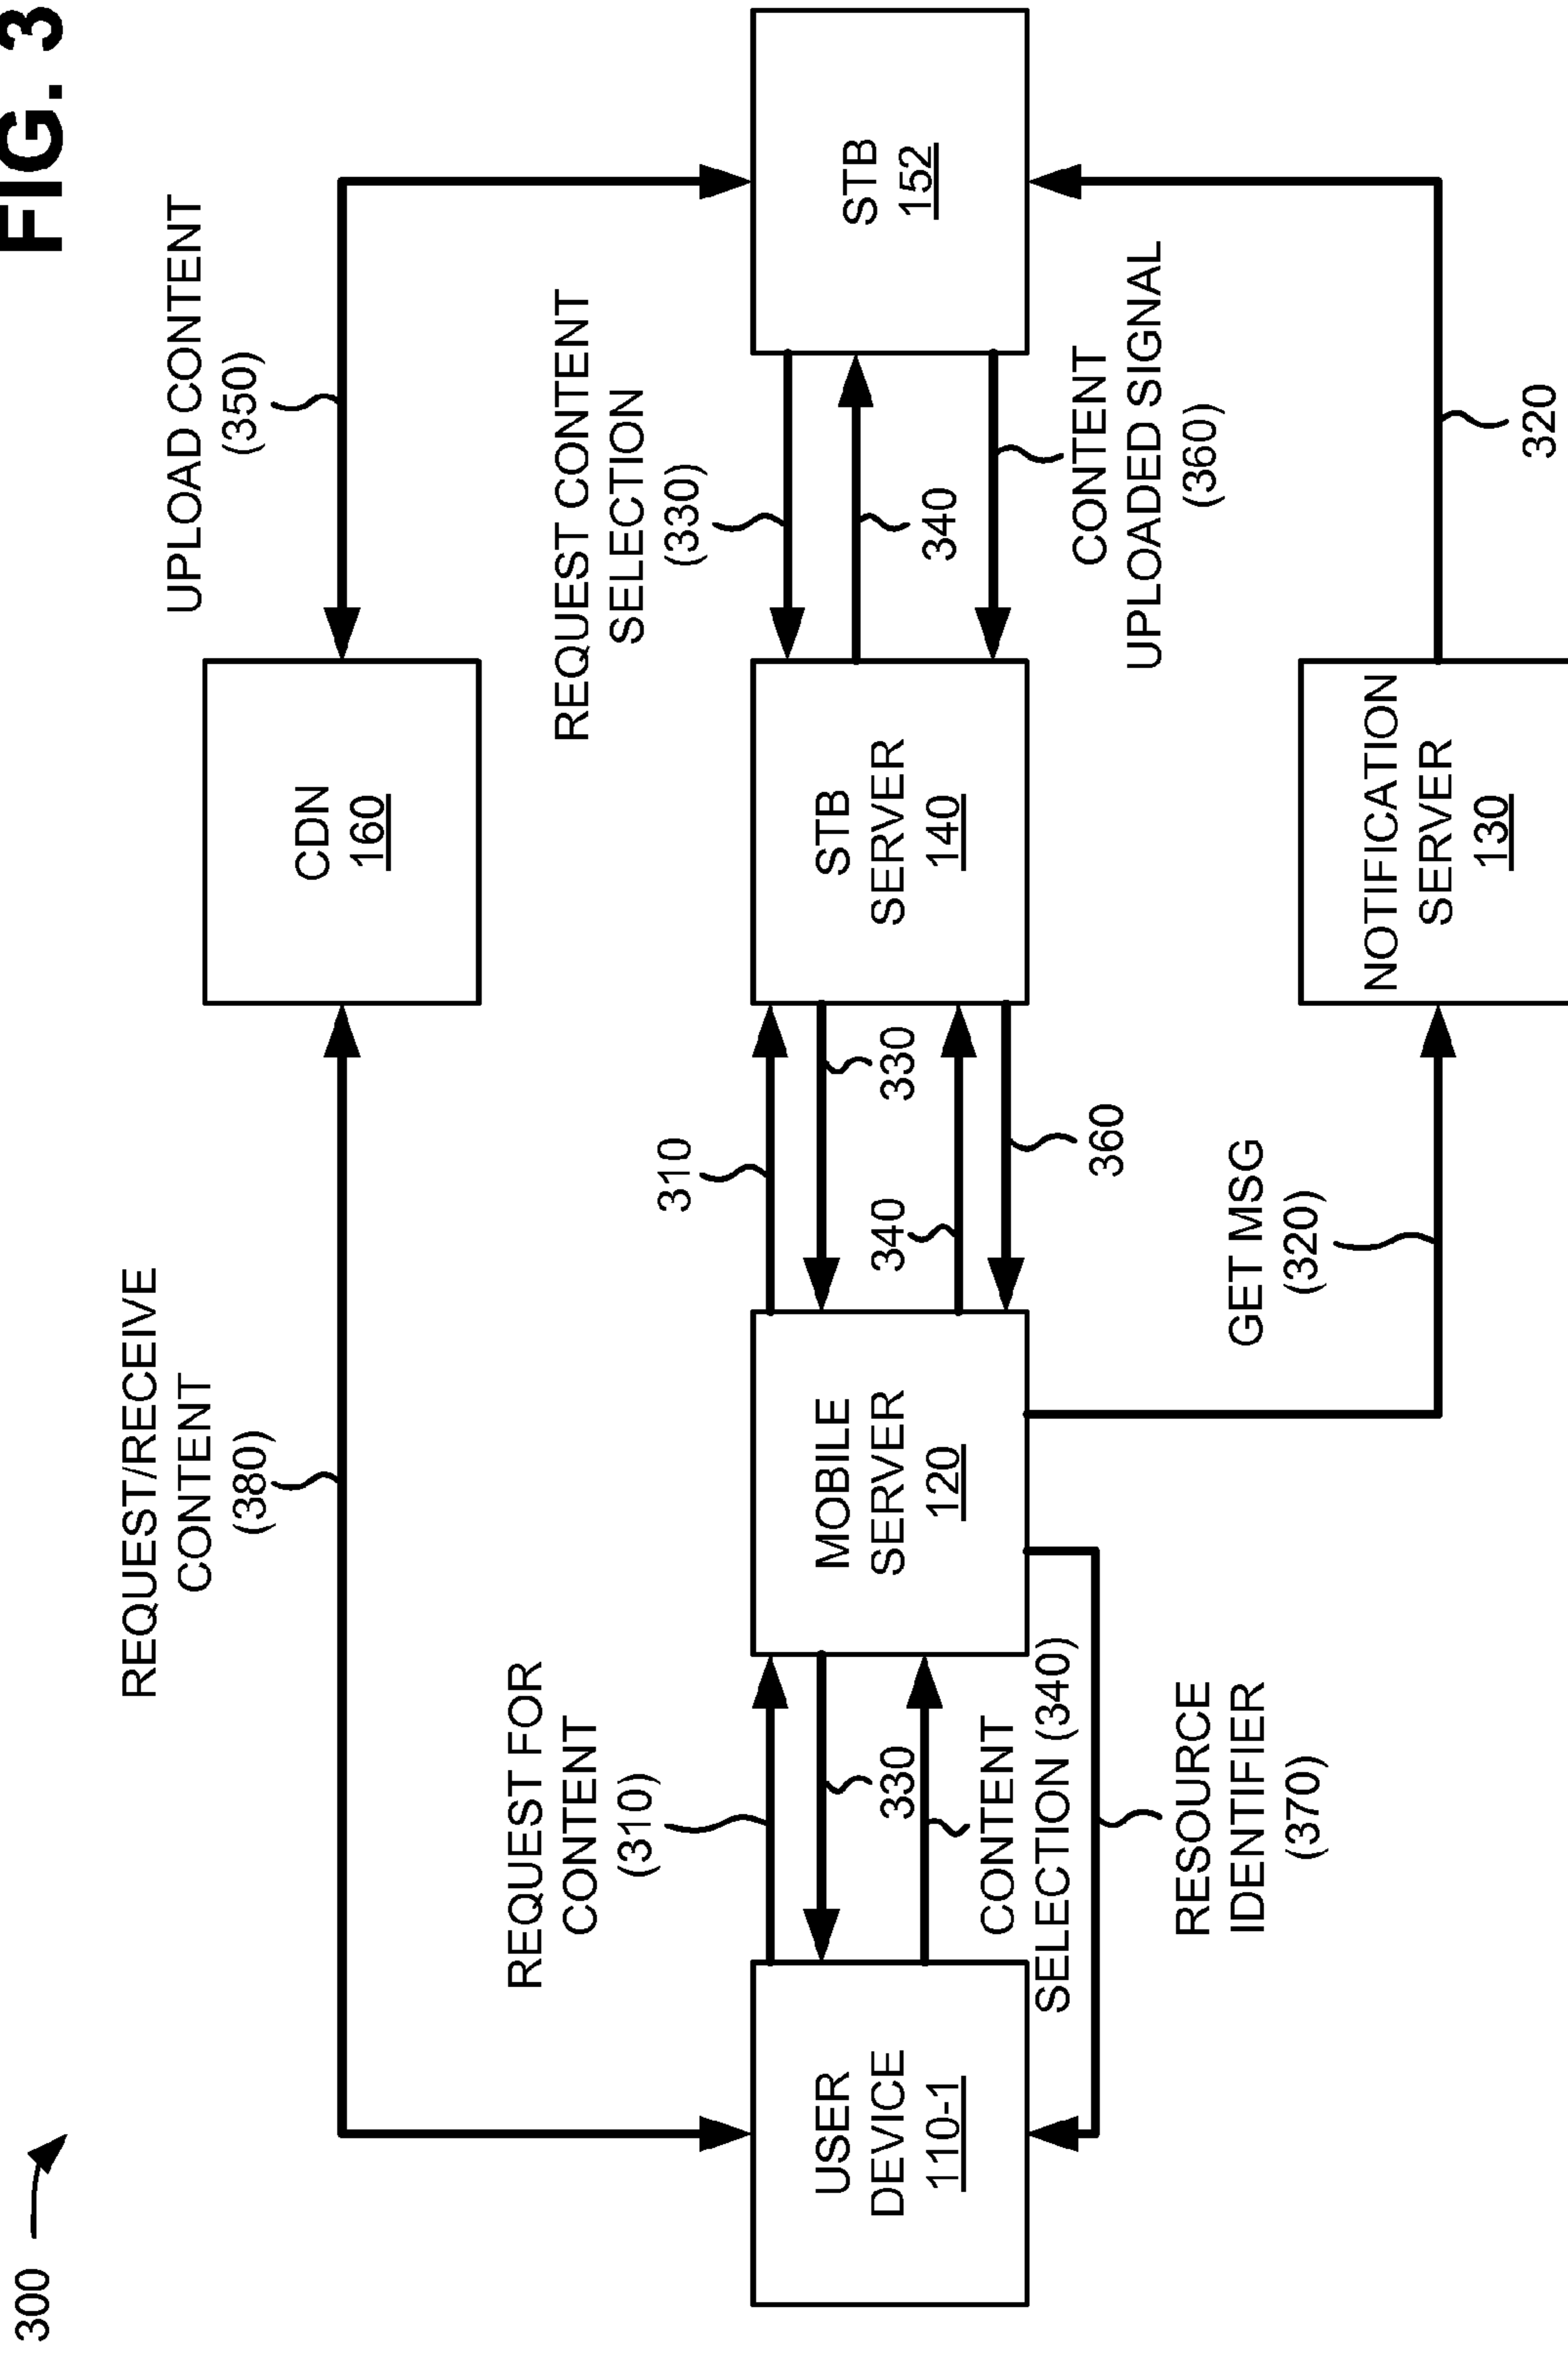 FIG. 3
300
REQUEST/RECEIVE
CONTENT
(380)
UPLOAD CONTENT
(350)
CDN
160
REQUEST FOR
CONTENT
(310)
310
REQUEST CONTENT
SELECTION
(330)
USER
DEVICE
110-1
330
CONTENT
SELECTION (340)
MOBILE
SERVER
120
330
340
360
STB
SERVER
140
340
CONTENT
UPLOADED SIGNAL
(360)
STB
152
RESOURCE
IDENTIFIER
(370)
GET MSG
(320)
NOTIFICATION
SERVER
130
320